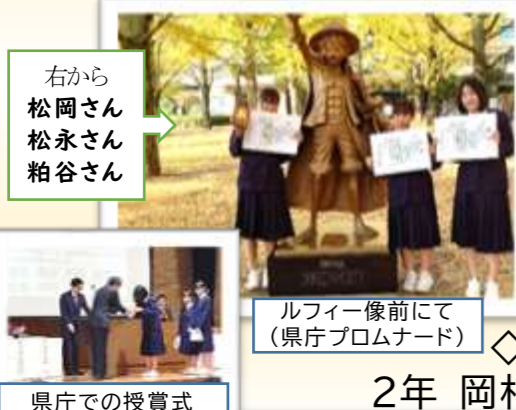 右から
松岡さん
松永さん
粕谷さん
ルフィー像前にて
(県庁プロムナード)
県庁での授賞式
◇
2年 岡